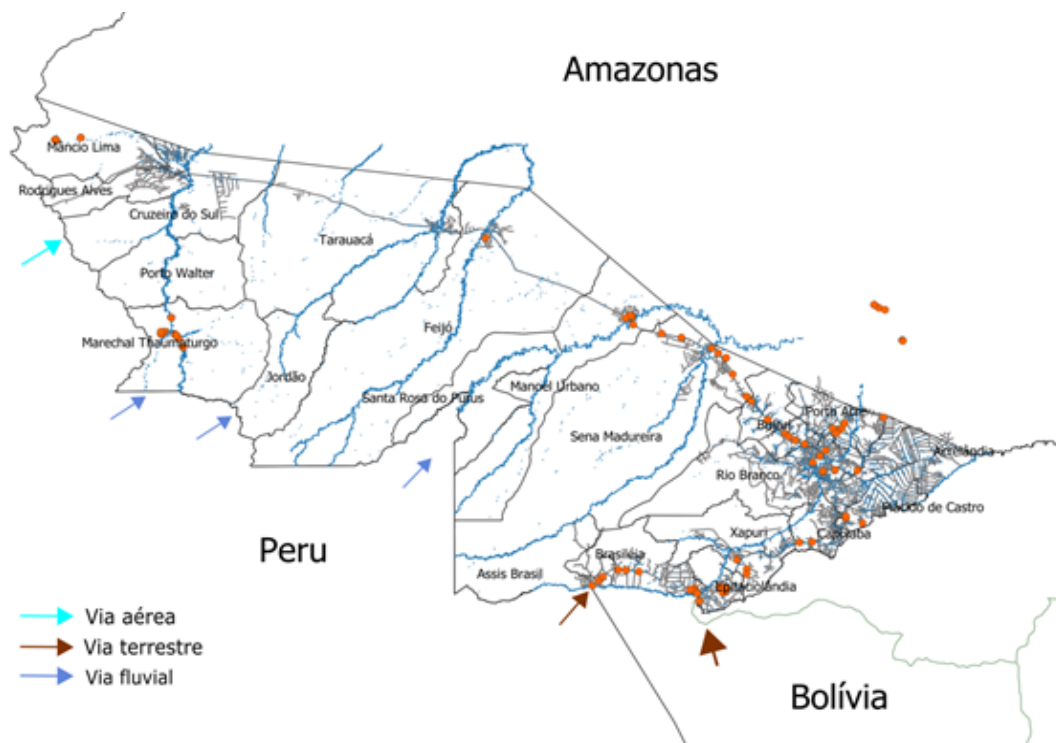 Amazonas
Mâncio Lima
Rodrigues Alves
Cruzeiro do Sul
Tarauacá
Porto Walter
Feijó
Marechal Thaumaturgo
Jordão
Santa Rosa do Purus
Manoel Urbano
Sena Madureira
Porto Acre
Bujari
Acrelândia
Rio Branco
Plácido de Castro
Xapuri
Capixaba
Brasiléia
Assis Brasil
Epitaciolândia
Peru
Bolívia
Via aérea
Via terrestre
Via fluvial